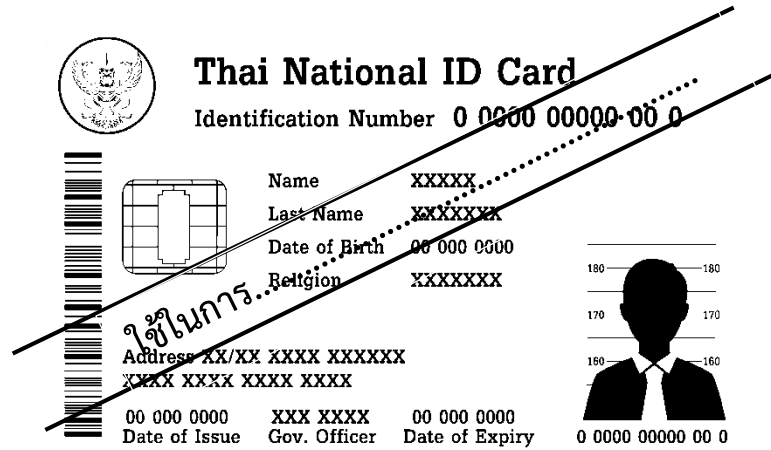 Thai National ID Card
Identification Number 0 0000 00000 00 0
Name XXXXX
Last Name XXXXXXX
Date of Birth 00 000 0000
Religion XXXXXXX
ใช้ในการ....................................................
Address XX/XX XXXX XXXXXX
XXXX XXXX XXXX XXXX
180 180
170 170
160 160
00 000 0000 XXX XXXX 00 000 0000
Date of Issue Gov. Officer Date of Expiry 0 0000 00000 00 0